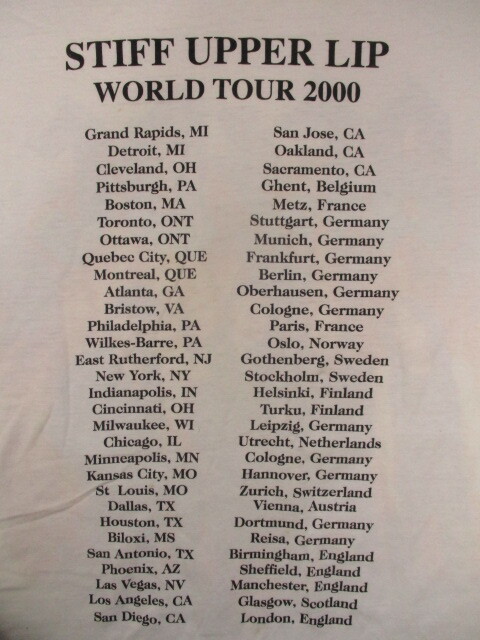 STIFF UPPER LIP
WORLD TOUR 2000
Grand Rapids, MI
Detroit, MI
Cleveland, OH
Pittsburgh, PA
Boston, MA
Toronto, ONT
Ottawa, ONT
Quebec City, QUE
Montreal, QUE
Atlanta, GA
Bristow, VA
Philadelphia, PA
Wilkes-Barre, PA
East Rutherford, NJ
New York, NY
Indianapolis, IN
Cincinnati, OH
Milwaukee, WI
Chicago, IL
Minneapolis, MN
Kansas City, MO
St Louis, MO
Dallas, TX
Houston, TX
Biloxi, MS
San Antonio, TX
Phoenix, AZ
Las Vegas, NV
Los Angeles, CA
San Diego, CA
San Jose, CA
Oakland, CA
Sacramento, CA
Ghent, Belgium
Metz, France
Stuttgart, Germany
Munich, Germany
Frankfurt, Germany
Berlin, Germany
Oberhausen, Germany
Cologne, Germany
Paris, France
Oslo, Norway
Gothenberg, Sweden
Stockholm, Sweden
Helsinki, Finland
Turku, Finland
Leipzig, Germany
Utrecht, Netherlands
Cologne, Germany
Hannover, Germany
Zurich, Switzerland
Vienna, Austria
Dortmund, Germany
Reisa, Germany
Birmingham, England
Sheffield, England
Manchester, England
Glasgow, Scotland
London, England